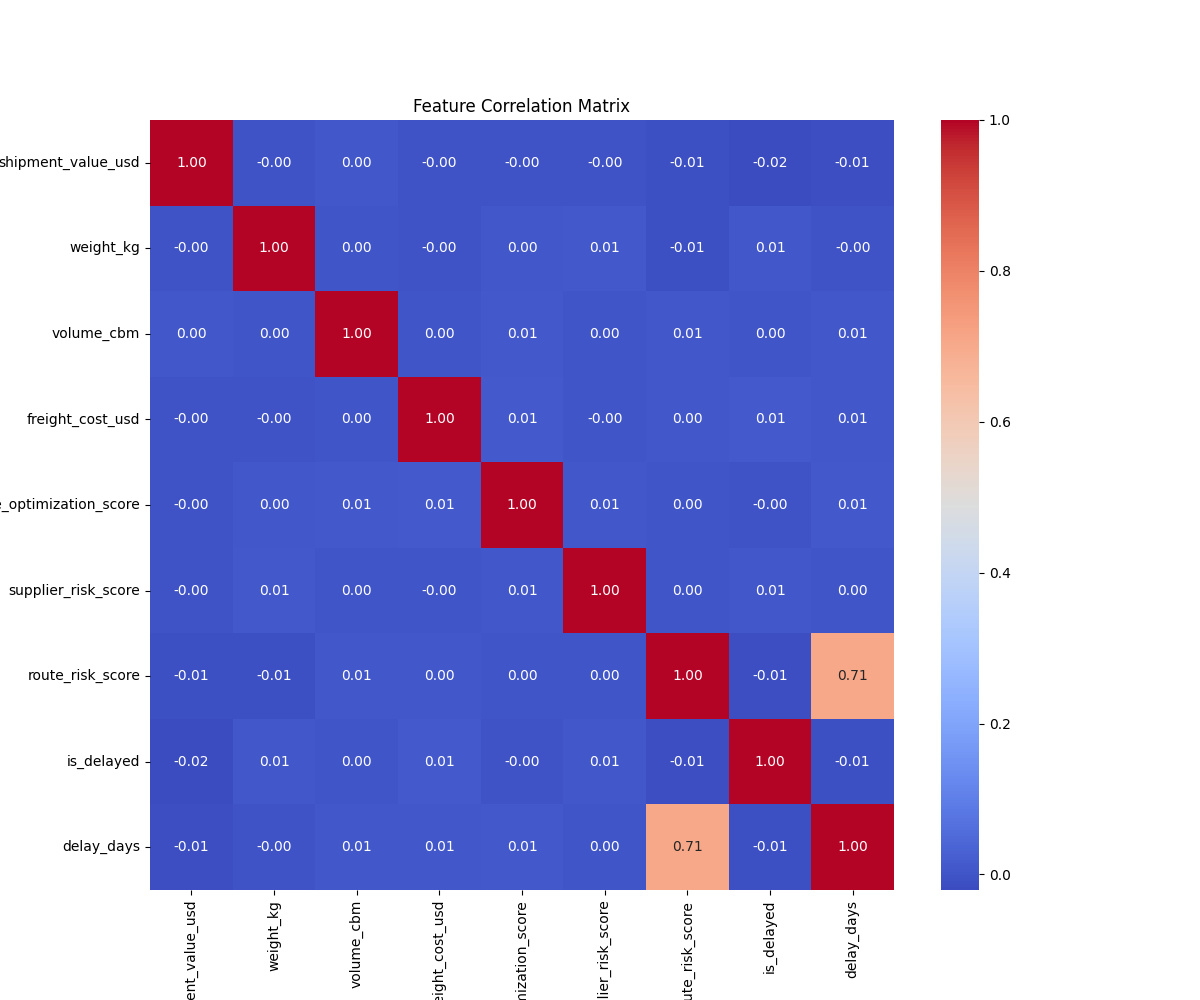 Feature Correlation Matrix
shipment_value_usd 1.00 -0.00 0.00 -0.00 -0.00 -0.00 -0.01 -0.02 -0.01
weight_kg -0.00 1.00 0.00 -0.00 0.00 0.01 -0.01 0.01 -0.00
volume_cbm 0.00 0.00 1.00 0.00 0.01 0.00 0.01 0.00 0.01
freight_cost_usd -0.00 -0.00 0.00 1.00 0.01 -0.00 0.00 0.01 0.01
_optimization_score -0.00 0.00 0.01 0.01 1.00 0.01 0.00 -0.00 0.01
supplier_risk_score -0.00 0.01 0.00 -0.00 0.01 1.00 0.00 0.01 0.00
route_risk_score -0.01 -0.01 0.01 0.00 0.00 0.00 1.00 -0.01 0.71
is_delayed -0.02 0.01 0.00 0.01 -0.00 0.01 -0.01 1.00 -0.01
delay_days -0.01 -0.00 0.01 0.01 0.01 0.00 0.71 -0.01 1.00
ent_value_usd
weight_kg
volume_cbm
eight_cost_usd
mization_score
lier_risk_score
ute_risk_score
is_delayed
delay_days
1.0
0.8
0.6
0.4
0.2
0.0